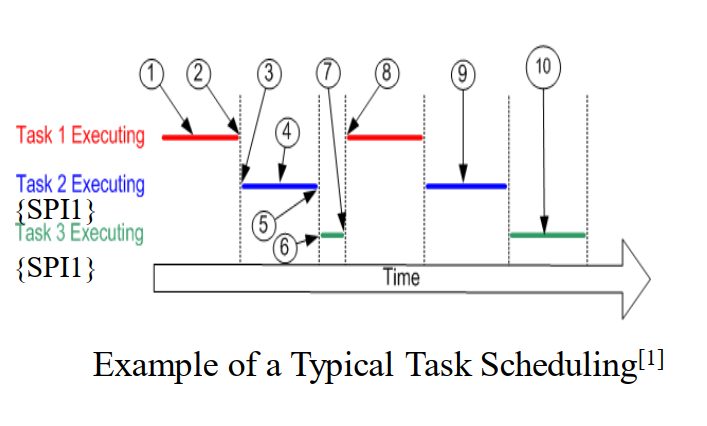 1 2 3 7 8 9 10
Task 1 Executing
4
Task 2 Executing
{SPI1}
5
Task 3 Executing
6
{SPI1}
Time
Example of a Typical Task Scheduling[1]